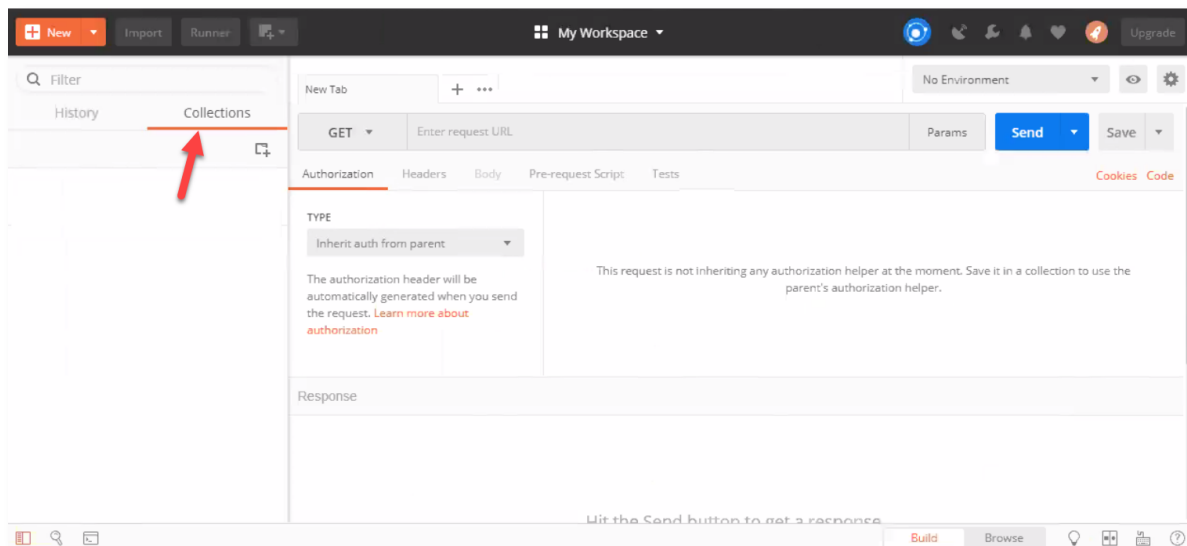 New
Import
Runner
My Workspace
Upgrade
Filter
History
Collections
New Tab
No Environment
GET
Enter request URL
Params
Send
Save
Authorization
Headers
Body
Pre-request Script
Tests
Cookies
Code
TYPE
Inherit auth from parent
The authorization header will be
automatically generated when you send
the request. Learn more about
authorization
This request is not inheriting any authorization helper at the moment. Save it in a collection to use the
parent's authorization helper.
Response
Hit the Send button to get a response
Build
Browse